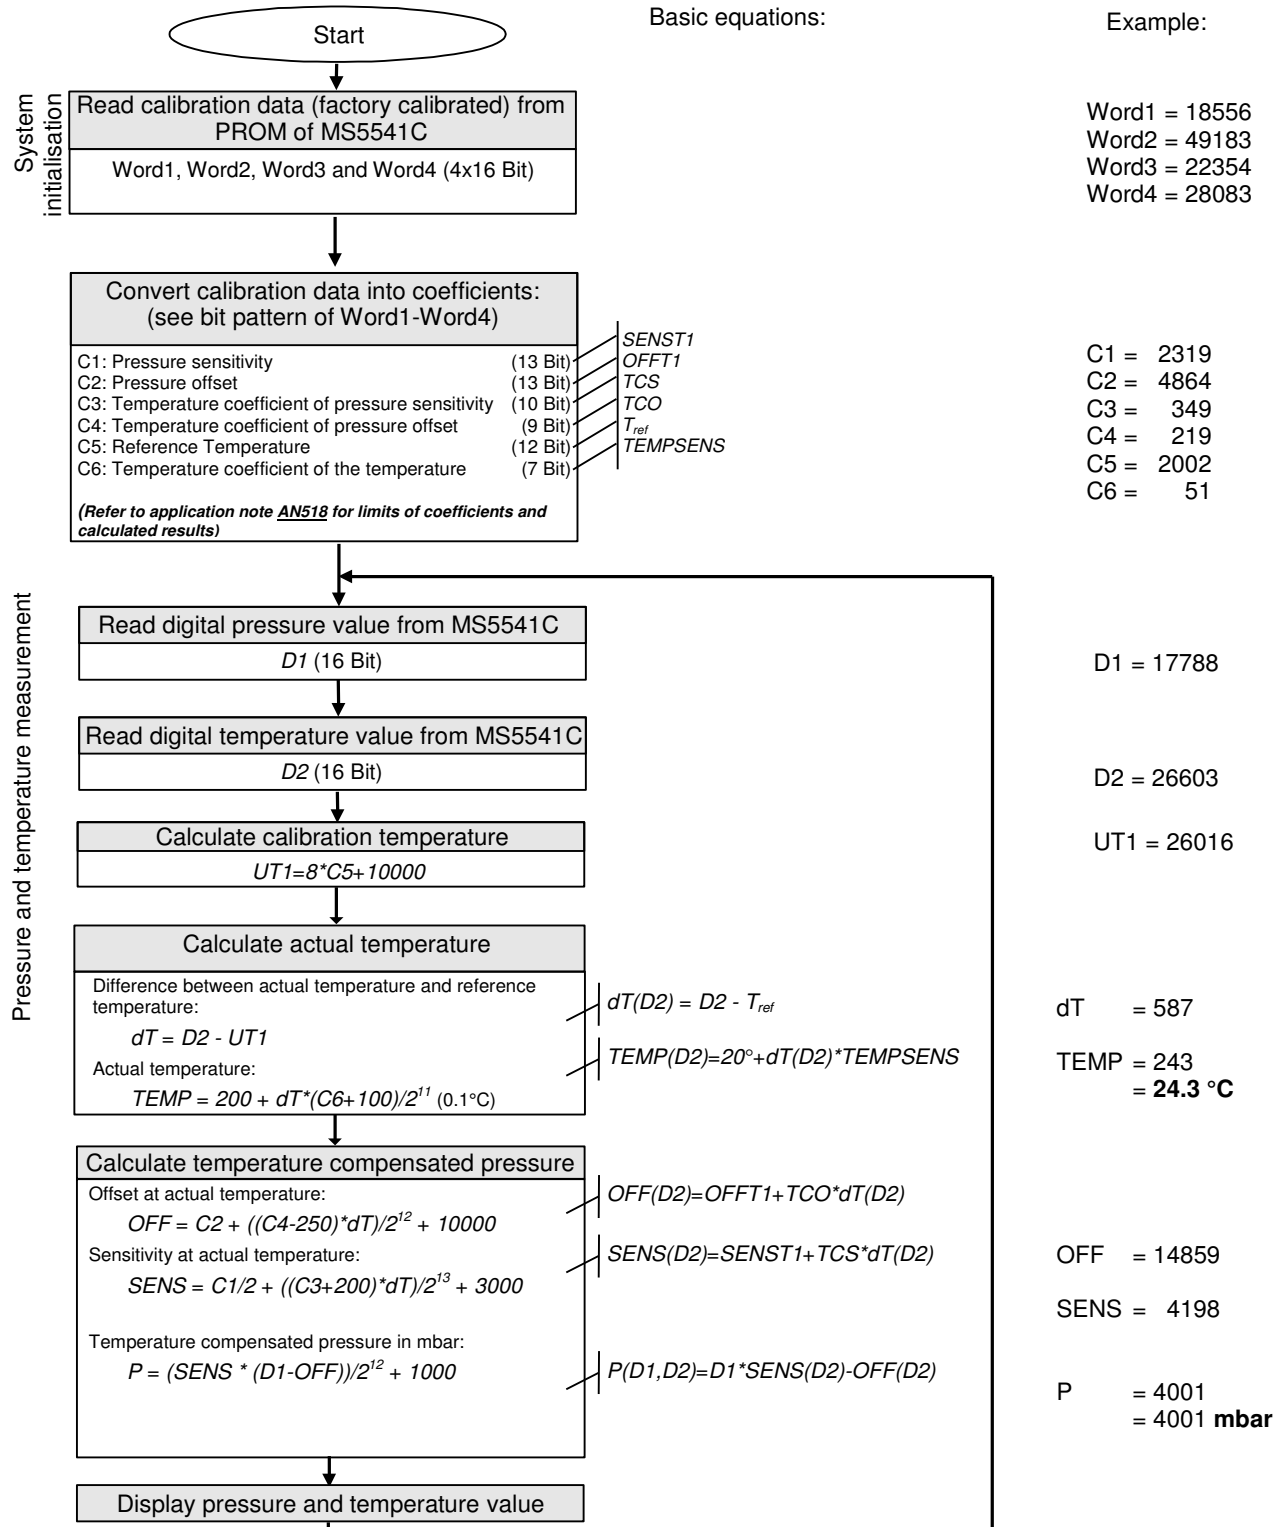 Basic equations:
Example:
Start
System
initialisation
Read calibration data (factory calibrated) from
PROM of MS5541C
Word1, Word2, Word3 and Word4 (4x16 Bit)
Word1 = 18556
Word2 = 49183
Word3 = 22354
Word4 = 28083
Convert calibration data into coefficients:
(see bit pattern of Word1-Word4)
C1: Pressure sensitivity (13 Bit) SENST1
C2: Pressure offset (13 Bit) OFFT1
C3: Temperature coefficient of pressure sensitivity (10 Bit) TCS
C4: Temperature coefficient of pressure offset (9 Bit) TCO
C5: Reference Temperature (12 Bit) Tref
C6: Temperature coefficient of the temperature (7 Bit) TEMPSENS
(Refer to application note AN518 for limits of coefficients and
calculated results)
C1 = 2319
C2 = 4864
C3 = 349
C4 = 219
C5 = 2002
C6 = 51
Pressure and temperature measurement
Read digital pressure value from MS5541C
D1 (16 Bit)
D1 = 17788
Read digital temperature value from MS5541C
D2 (16 Bit)
D2 = 26603
Calculate calibration temperature
UT1=8*C5+10000
UT1 = 26016
Calculate actual temperature
Difference between actual temperature and reference
temperature:
dT = D2 - UT1
dT(D2) = D2 - Tref
dT = 587
Actual temperature:
TEMP = 200 + dT*(C6+100)/2^11 (0.1°C)
TEMP(D2)=20°+dT(D2)*TEMPSENS
TEMP = 243
= 24.3 °C
Calculate temperature compensated pressure
Offset at actual temperature:
OFF = C2 + ((C4-250)*dT)/2^12 + 10000
OFF(D2)=OFFT1+TCO*dT(D2)
OFF = 14859
Sensitivity at actual temperature:
SENS = C1/2 + ((C3+200)*dT)/2^13 + 3000
SENS(D2)=SENST1+TCS*dT(D2)
SENS = 4198
Temperature compensated pressure in mbar:
P = (SENS * (D1-OFF))/2^12 + 1000
P(D1,D2)=D1*SENS(D2)-OFF(D2)
P = 4001
= 4001 mbar
Display pressure and temperature value